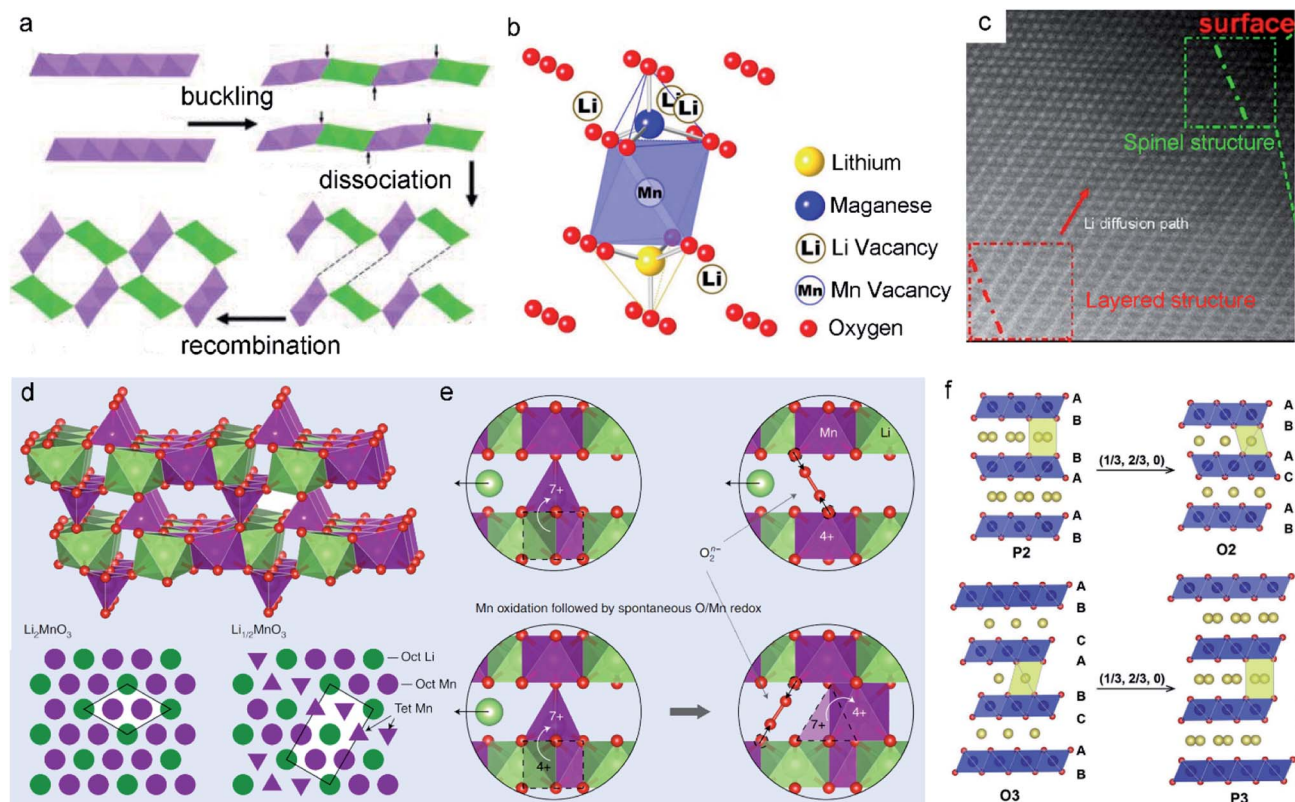 a
buckling
dissociation
recombination
b
Li
Li
Li
Mn
Li
Lithium
Maganese
Li
Li Vacancy
Mn
Mn Vacancy
Oxygen
c
surface
Spinel structure
Li diffusion path
Layered structure
d
Li₂MnO₃
Li₁/₂MnO₃
Oct Li
Oct Mn
Tet Mn
e
7+
Mn
Li
4+
O₂ⁿ⁻
Mn oxidation followed by spontaneous O/Mn redox
7+
4+
7+
4+
f
A
B
B
A
A
B
P2
(1/3, 2/3, 0)
A
B
A
C
A
B
O2
A
B
C
A
B
C
A
B
O3
(1/3, 2/3, 0)
P3